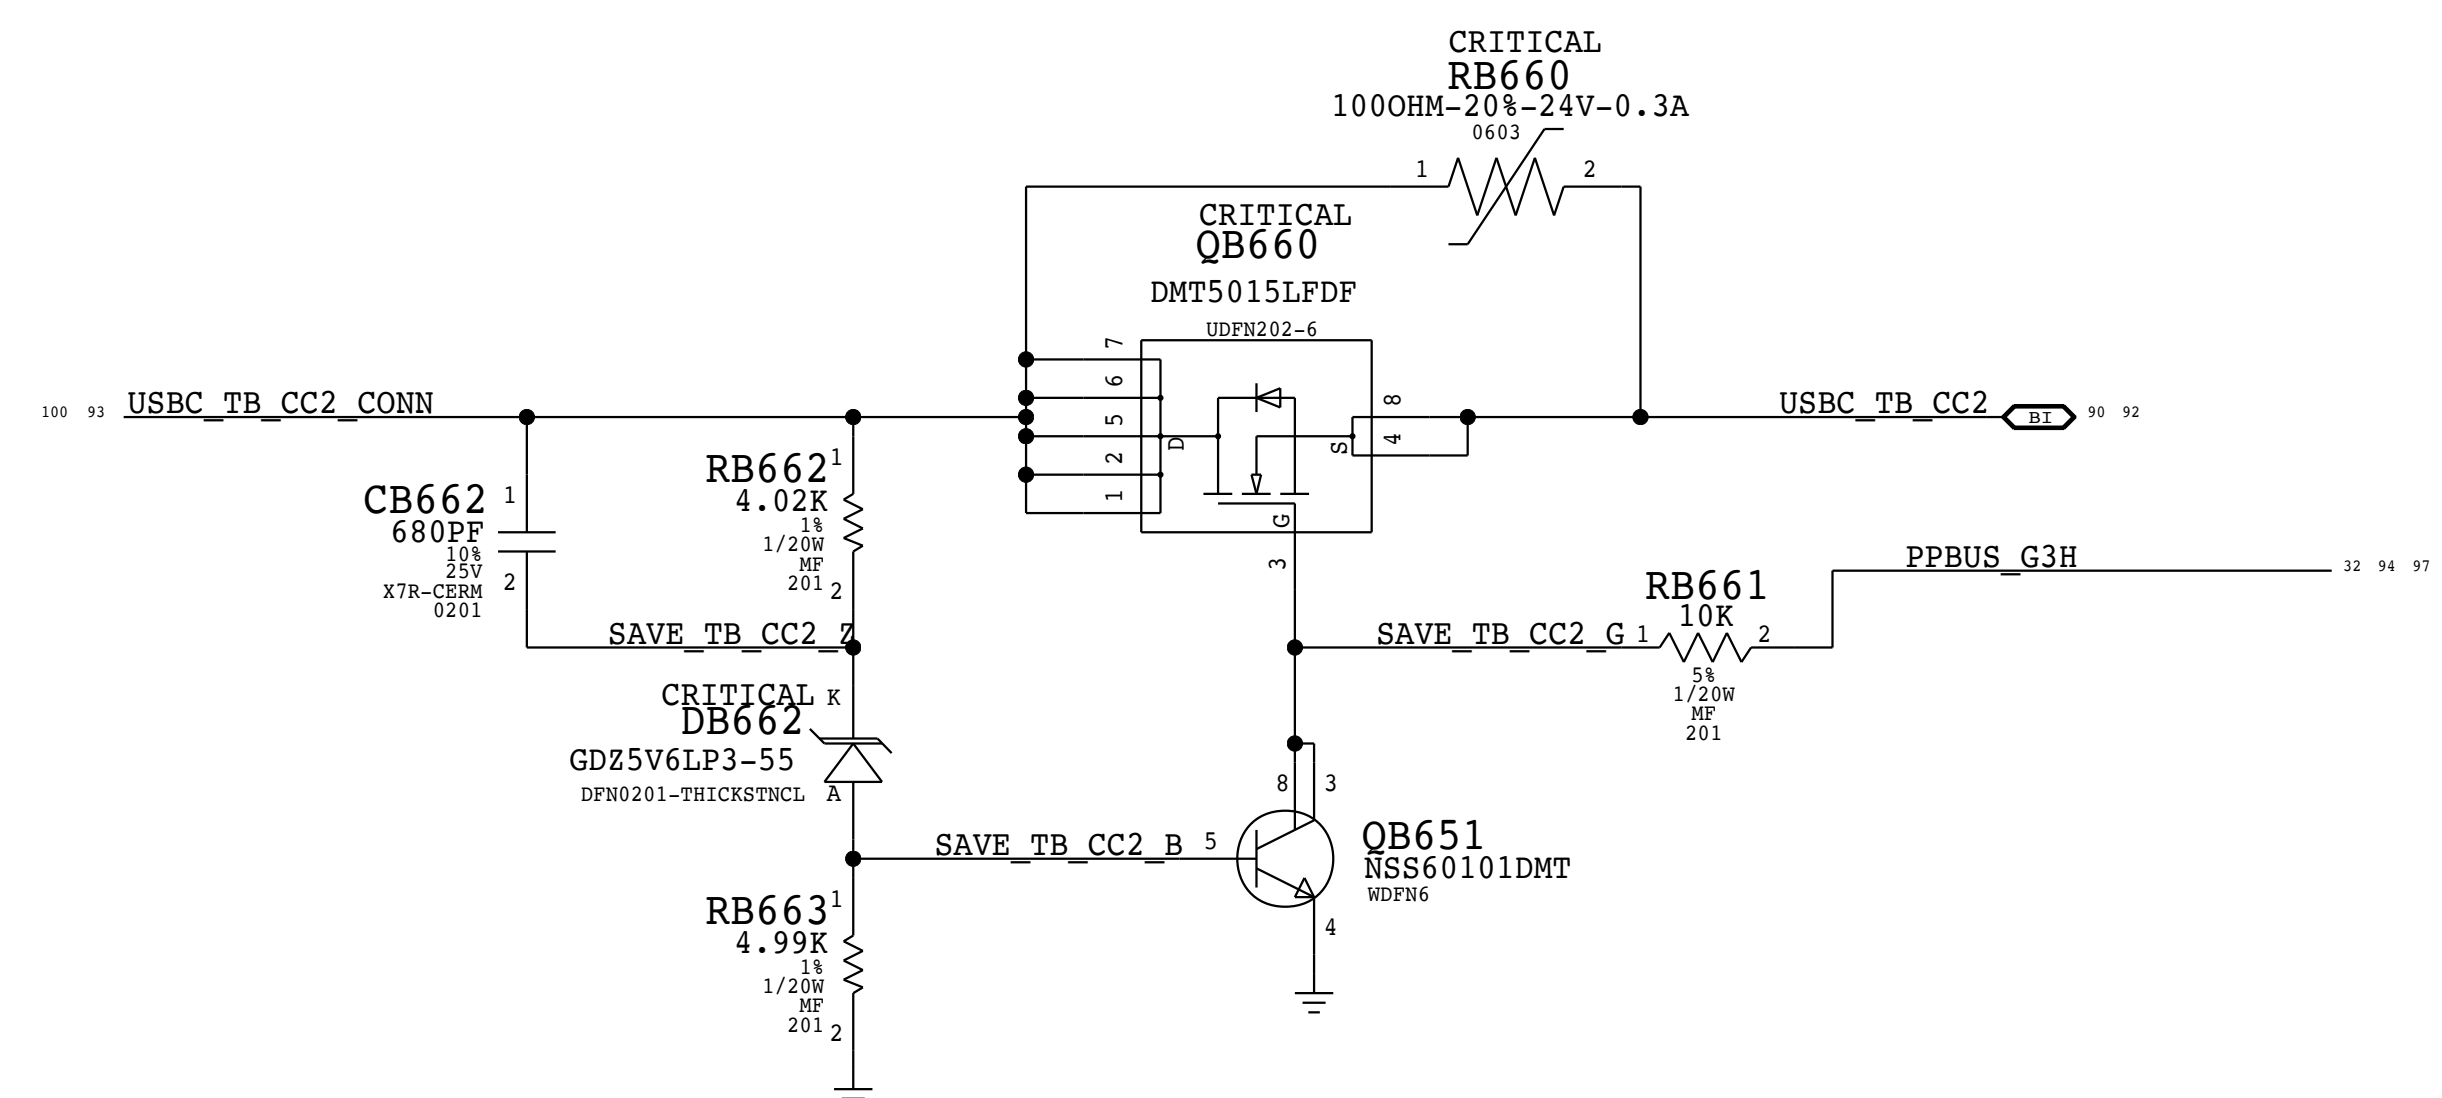 CRITICAL
RB660
100OHM-20%-24V-0.3A
0603
1 2
CRITICAL
QB660
DMT5015LFDF
UDFN202-6
7
6
5
2
1
D
8
4
S
G
3
100 93 USBC_TB_CC2_CONN
USBC_TB_CC2 BI 90 92
CB662
680PF
10%
25V
X7R-CERM
0201
1
2
RB662
4.02K
1%
1/20W
MF
201
1
2
SAVE_TB_CC2_Z
PPBUS_G3H 32 94 97
RB661
10K
SAVE_TB_CC2_G 1 2
5%
1/20W
MF
201
CRITICAL K
DB662
GDZ5V6LP3-55
DFN0201-THICKSTNCL A
8 3
SAVE_TB_CC2_B 5
QB651
NSS60101DMT
WDFN6
4
RB663
4.99K
1%
1/20W
MF
201
1
2